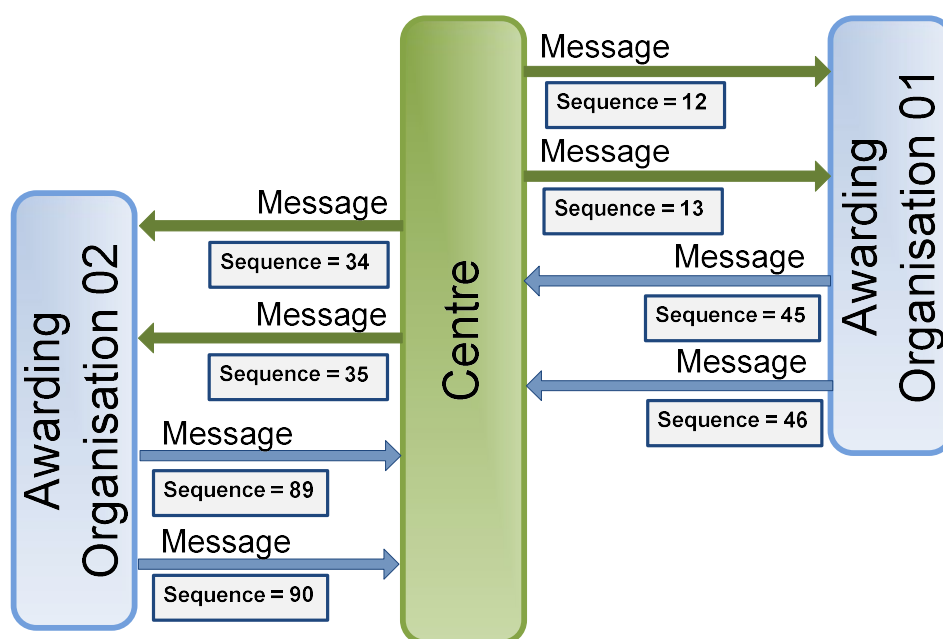 Message
Sequence = 12
Message
Sequence = 13
Message
Sequence = 45
Message
Sequence = 46
Awarding
Organisation 01
Centre
Message
Sequence = 34
Message
Sequence = 35
Message
Sequence = 89
Message
Sequence = 90
Awarding
Organisation 02